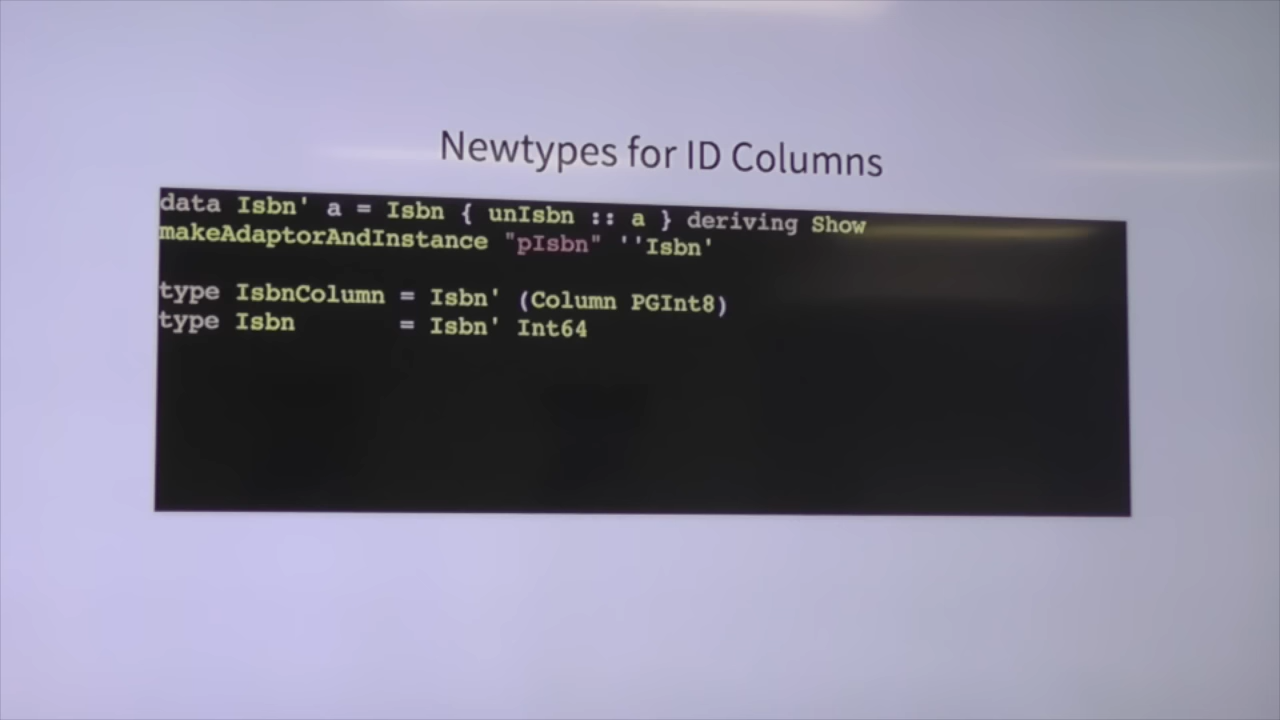 Newtypes for ID Columns
data Isbn' a = Isbn { unIsbn :: a } deriving Show
makeAdaptorAndInstance "pIsbn" ''Isbn'
type IsbnColumn = Isbn' (Column PGInt8)
type Isbn       = Isbn' Int64